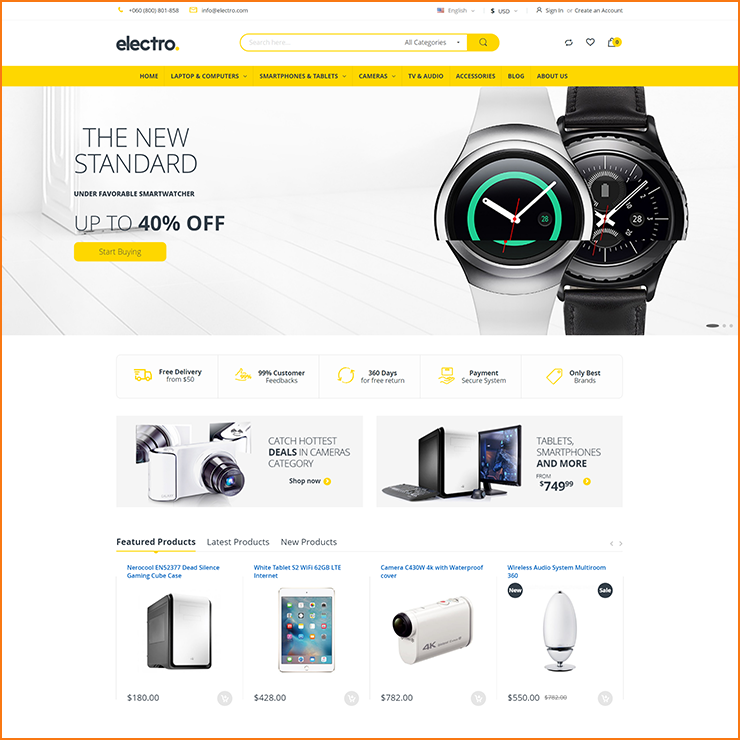 +060 (800) 801-858 info@electro.com English $ USD Sign In or Create an Account
electro.
Search here... All Categories 0
HOME LAPTOP & COMPUTERS SMARTPHONES & TABLETS CAMERAS TV & AUDIO ACCESSORIES BLOG ABOUT US
THE NEW
STANDARD
UNDER FAVORABLE SMARTWATCHER
UP TO 40% OFF
Start Buying
28
28
Free Delivery
from $50
99% Customer
Feedbacks
360 Days
for free return
Payment
Secure System
Only Best
Brands
CATCH HOTTEST
DEALS IN CAMERAS
CATEGORY
Shop now
TABLETS,
SMARTPHONES
AND MORE
FROM
$74999
Featured Products Latest Products New Products
Nerocool EN52377 Dead Silence
Gaming Cube Case
$180.00
White Tablet S2 WiFi 62GB LTE
Internet
$428.00
Camera C430W 4k with Waterproof
cover
4K
$782.00
Wireless Audio System Multiroom
360
New
Sale
$550.00 $782.00